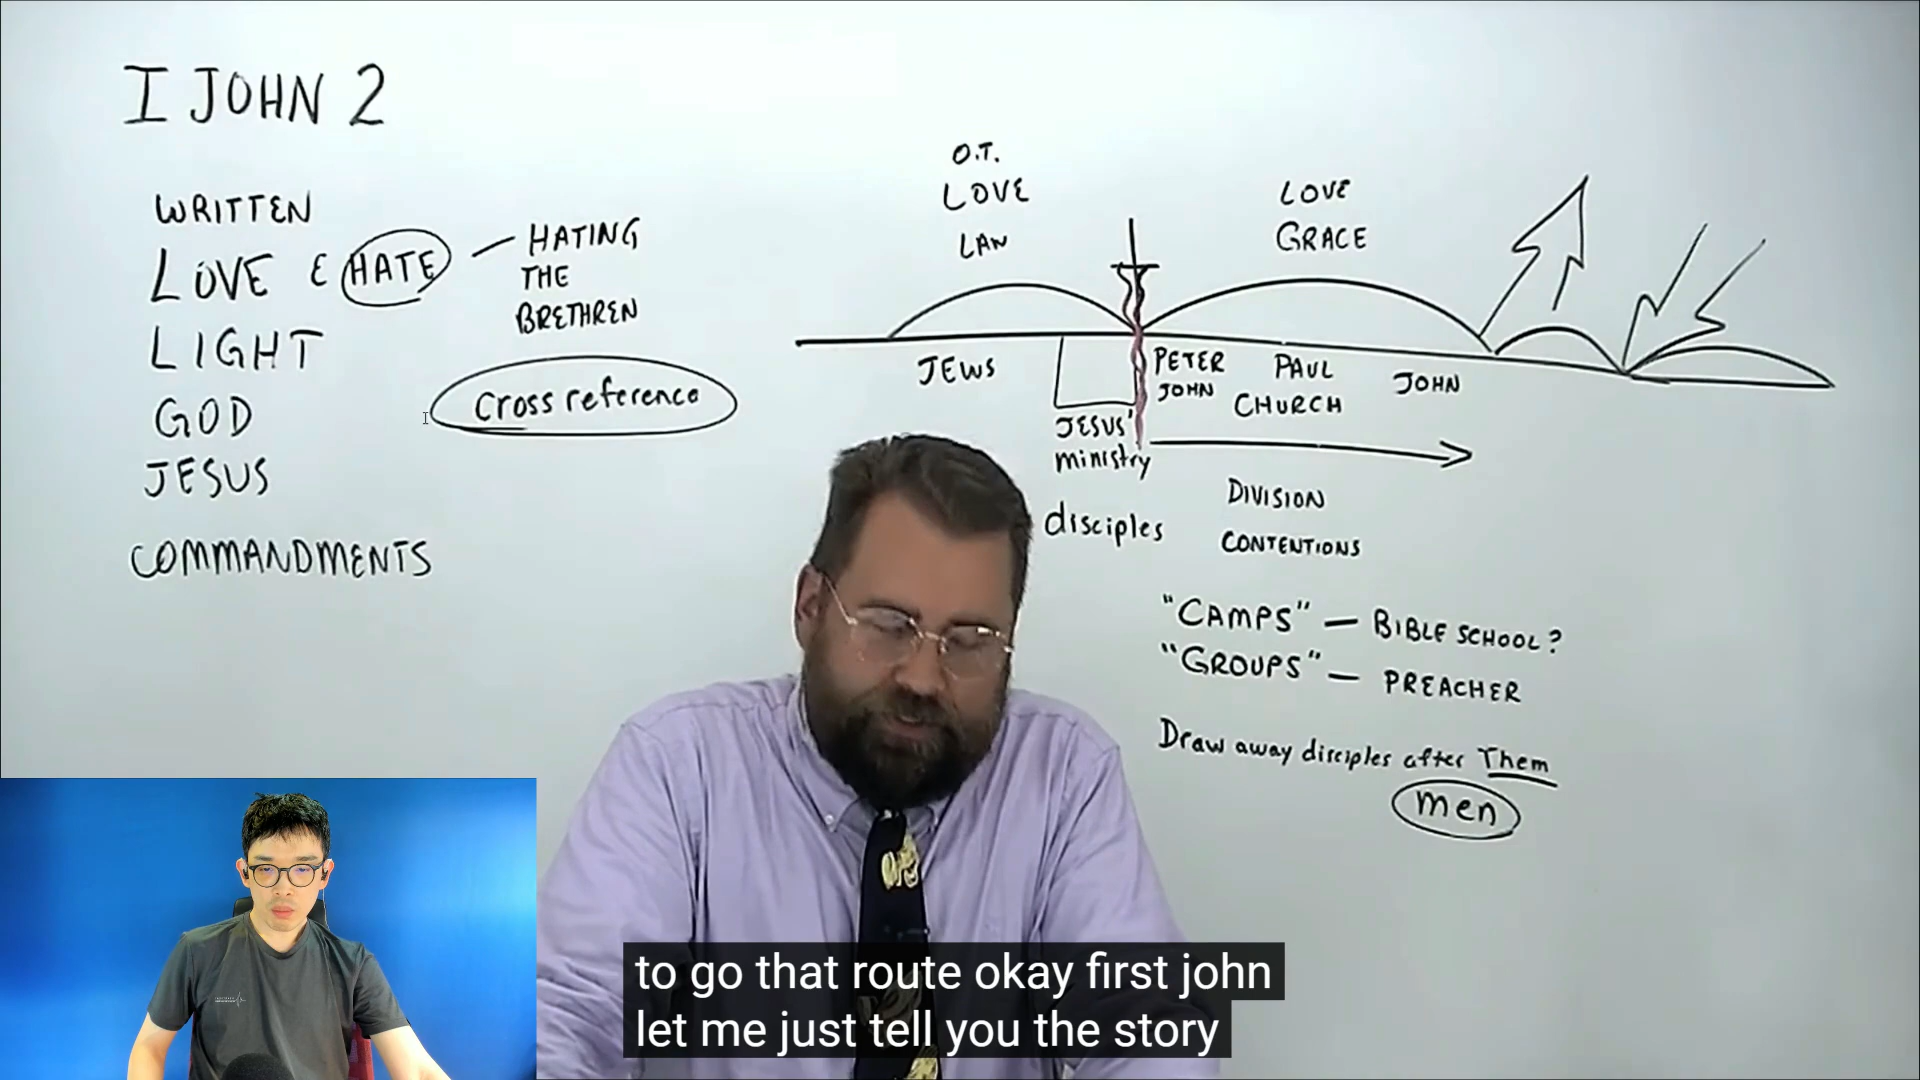 I JOHN 2
WRITTEN
LOVE & HATE — HATING
THE
BRETHREN
LIGHT
cross reference
GOD
JESUS
COMMANDMENTS
O.T.
LOVE
LAW
LOVE
GRACE
JEWS
JESUS'
ministry
disciples
PETER
JOHN
PAUL
CHURCH
JOHN
DIVISION
CONTENTIONS
"CAMPS" — BIBLE SCHOOL?
"GROUPS" — PREACHER
Draw away disciples after Them
men
to go that route okay first john
let me just tell you the story